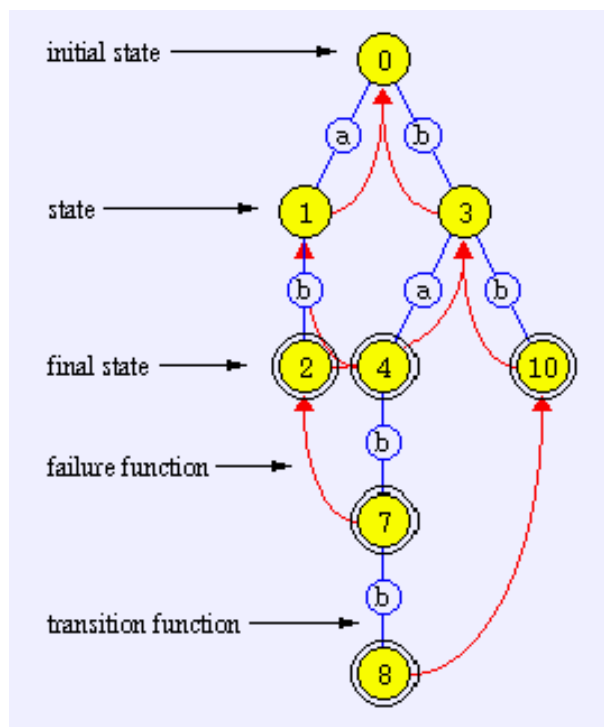 initial state 0
a b
state 1 3
b a b
final state 2 4 10
b
failure function
7
b
transition function
8